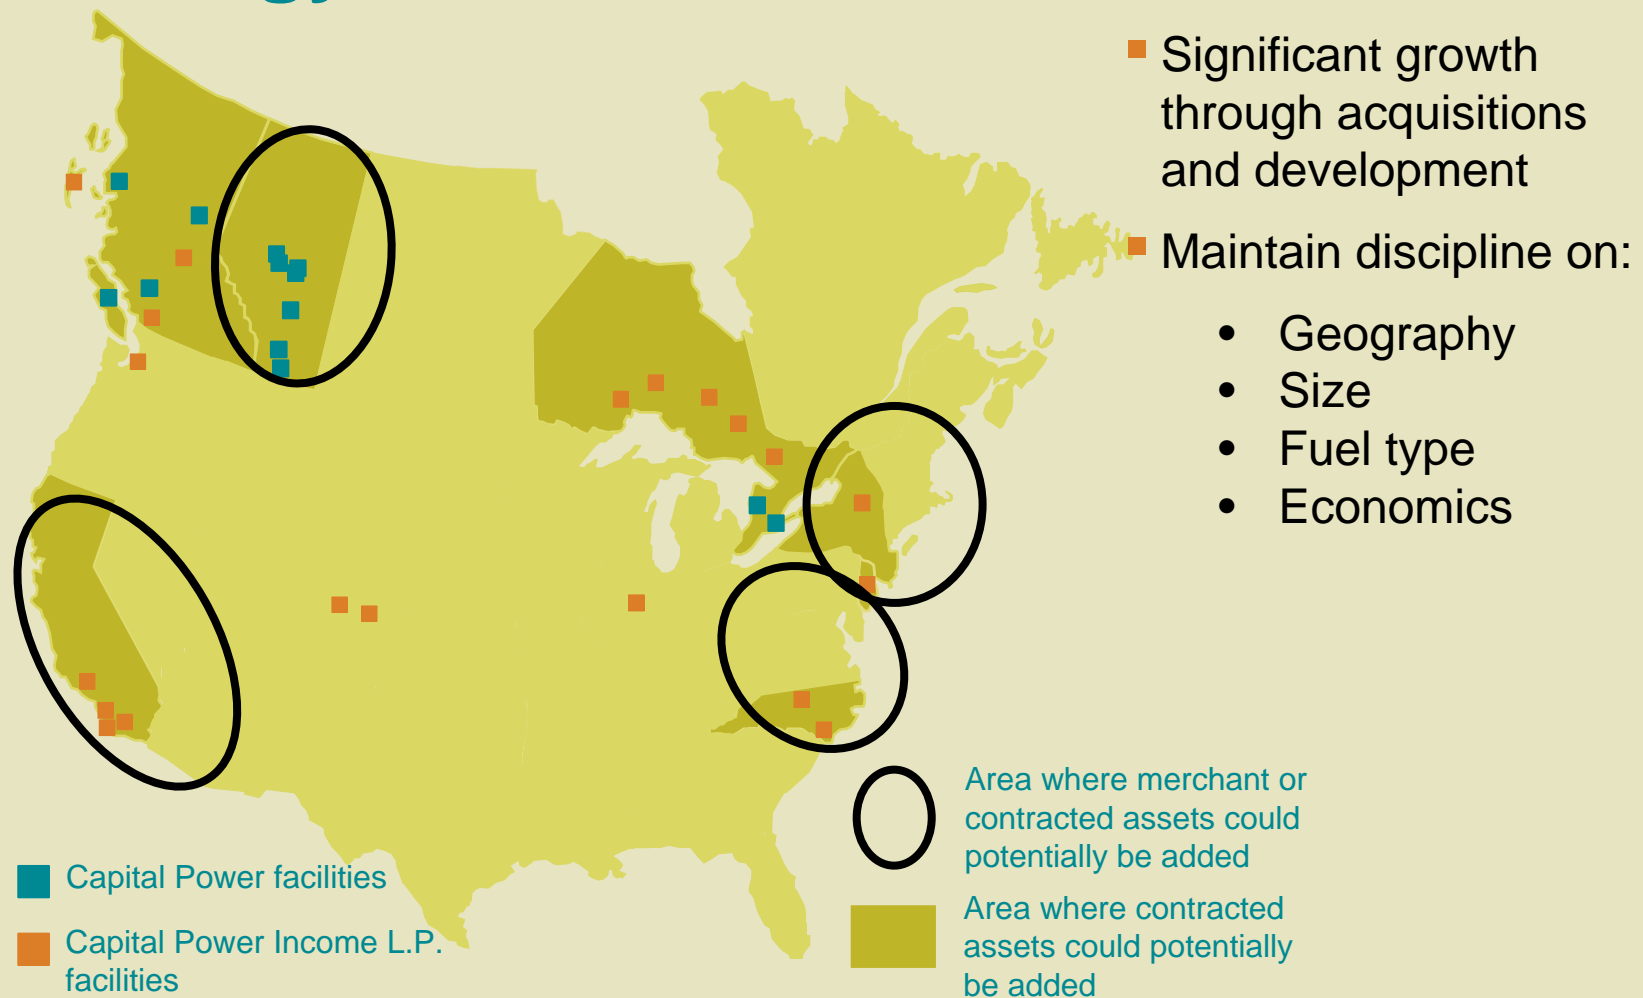 Significant growth
through acquisitions
and development
Maintain discipline on:
• Geography
• Size
• Fuel type
• Economics
Area where merchant or
contracted assets could
potentially be added
Area where contracted
assets could potentially
be added
Capital Power facilities
Capital Power Income L.P.
facilities